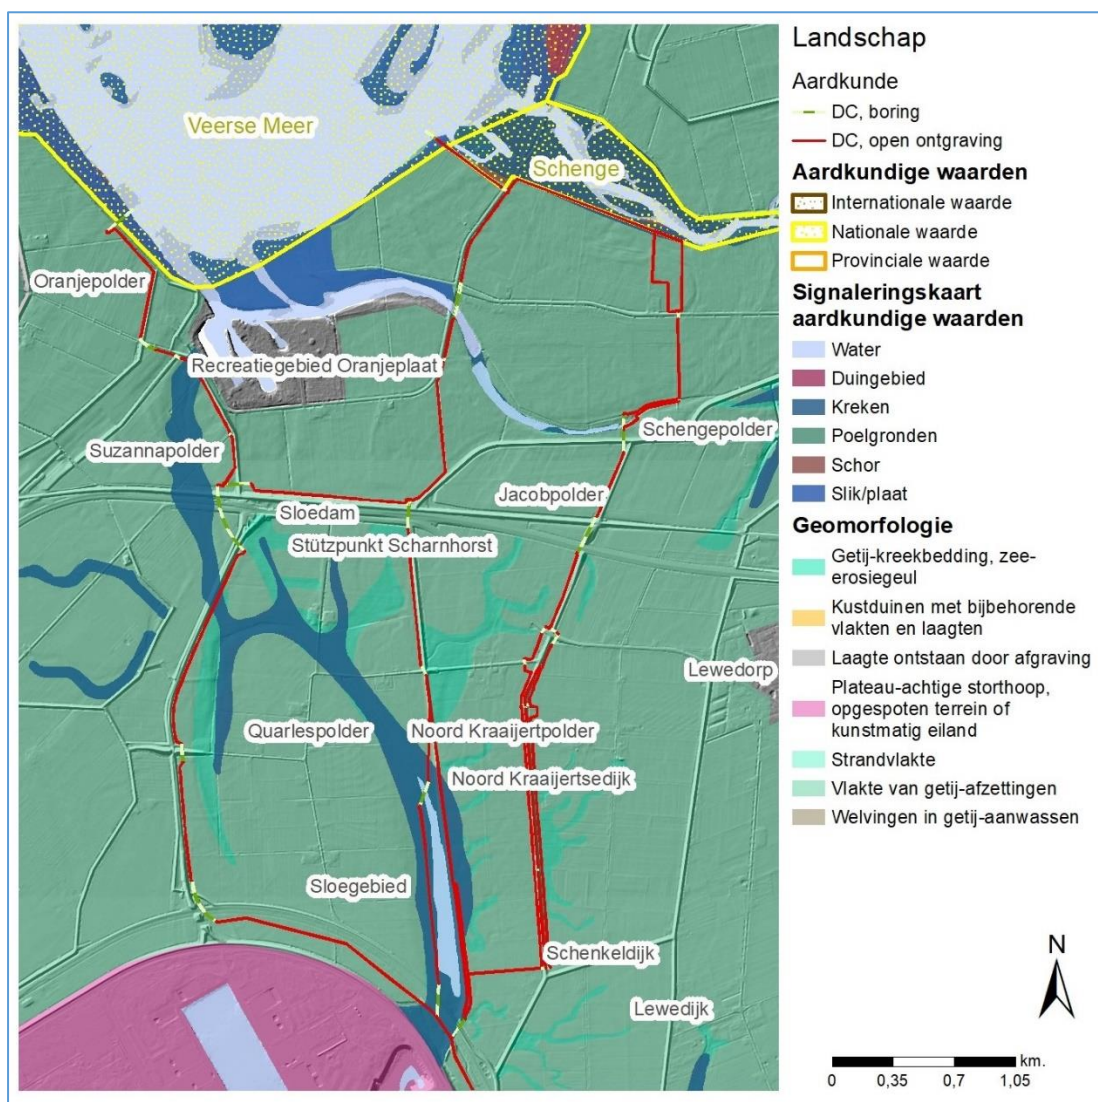 Veerse Meer
Schenge
Oranjepolder
Recreatiegebied Oranjeplaat
Schengepolder
Suzannapolder
Jacobpolder
Sloedam
Stützpunkt Scharnhorst
Lewedorp
Quarlespolder
Noord Kraaijertpolder
Noord Kraaijertsedijk
Sloegebied
Schenkeldijk
Lewedijk
Landschap
Aardkunde
DC, boring
DC, open ontgraving
Aardkundige waarden
Internationale waarde
Nationale waarde
Provinciale waarde
Signaleringskaart
aardkundige waarden
Water
Duingebied
Kreken
Poelgronden
Schor
Slik/plaat
Geomorfologie
Getij-kreekbedding, zee-
erosiegeul
Kustduinen met bijbehorende
vlakten en laagten
Laagte ontstaan door afgraving
Plateau-achtige storthoop,
opgespoten terrein of
kunstmatig eiland
Strandvlakte
Vlakte van getij-afzettingen
Welvingen in getij-aanwassen
N
km.
0 0,35 0,7 1,05